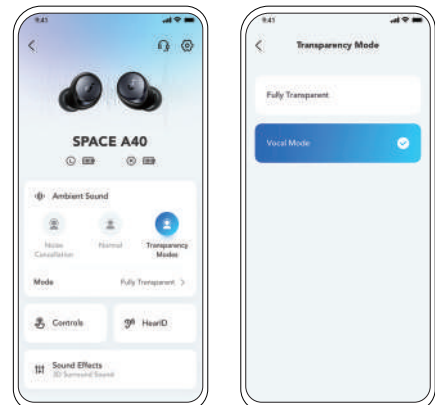 9:41
SPACE A40
L
R
Ambient Sound
Noise
Cancellation
Normal
Transparency
Modes
Mode
Fully Transparent >
Controls
HearID
Sound Effects
3D Surround Sound
9:41
Transparency Mode
Fully Transparent
Vocal Mode